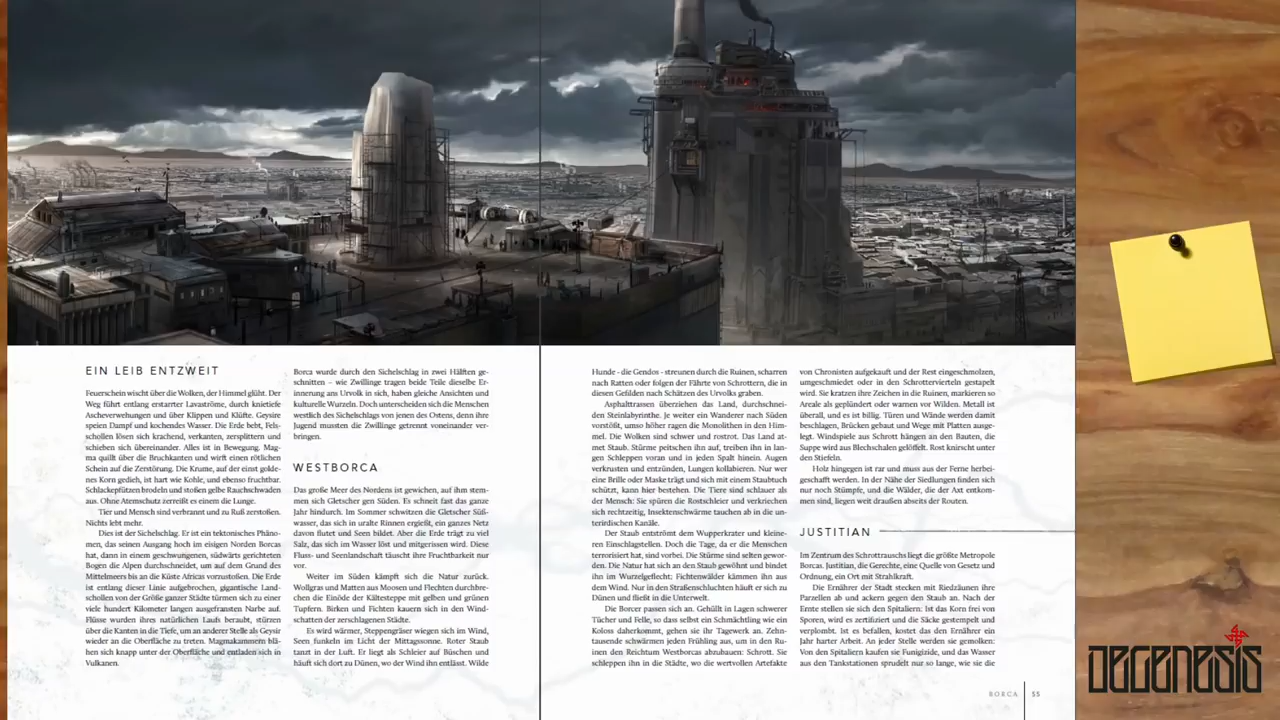 EIN LEIB ENTZWEIT
Feuerschein wischt über die Wolken, der Himmel glüht. Der
Weg führt entlang erstarrter Lavaströme, durch knietiefe
Ascheverwehungen und über Klippen und Klüfte. Geysire
speien Dampf und kochendes Wasser. Die Erde bebt, Fels-
schollen lösen sich krachend, verkanten, zersplittern und
schieben sich übereinander. Alles ist in Bewegung. Mag-
ma quillt über die Bruchkanten und wirft einen rötlichen
Schein auf die Zerstörung. Die Krume, auf der einst golde-
nes Korn gedieh, ist hart wie Kohle, und ebenso fruchtbar.
Schlackepfützen brodeln und stoßen gelbe Rauchschwaden
aus. Ohne Atemschutz zerreißt es einem die Lunge.
Tier und Mensch sind verbrannt und zu Ruß zerstoßen.
Nichts lebt mehr.
Dies ist der Sichelschlag. Er ist ein tektonisches Phäno-
men, das seinen Ausgang hoch im eisigen Norden Borcas
hat, dann in einem geschwungenen, südwärts gerichteten
Bogen die Alpen durchschneidet, um auf dem Grund des
Mittelmeers bis an die Küste Africas vorzustoßen. Die Erde
ist entlang dieser Linie aufgebrochen, gigantische Land-
schollen von der Größe ganzer Städte türmen sich zu einer
viele hundert Kilometer langen ausgefransten Narbe auf.
Flüsse wurden ihres natürlichen Laufs beraubt, stürzen
über die Kanten in die Tiefe, um an anderer Stelle als Geysir
wieder an die Oberfläche zu treten. Magmakammern blä-
hen sich knapp unter der Oberfläche und entladen sich in
Vulkanen.
Borca wurde durch den Sichelschlag in zwei Hälften ge-
schnitten – wie Zwillinge tragen beide Teile dieselbe Er-
innerung ans Urvolk in sich, haben gleiche Ansichten und
kulturelle Wurzeln. Doch unterscheiden sich die Menschen
westlich des Sichelschlags von jenen des Ostens, denn ihre
Jugend mussten die Zwillinge getrennt voneinander ver-
bringen.
WESTBORCA
Das große Meer des Nordens ist gewichen, auf ihm stem-
men sich Gletscher gen Süden. Es schneit fast das ganze
Jahr hindurch. Im Sommer schwitzen die Gletscher Süß-
wasser, das sich in uralte Rinnen ergießt, ein ganzes Netz
davon flutet und Seen bildet. Aber die Erde trägt zu viel
Salz, das sich im Wasser löst und mitgerissen wird. Diese
Fluss- und Seenlandschaft täuscht ihre Fruchtbarkeit nur
vor.
Weiter im Süden kämpft sich die Natur zurück.
Wollgras und Matten aus Moosen und Flechten durchbre-
chen die Einöde der Kältesteppe mit gelben und grünen
Tupfern. Birken und Fichten kauern sich in den Wind-
schatten der zerschlagenen Städte.
Es wird wärmer, Steppengräser wiegen sich im Wind,
Seen funkeln im Licht der Mittagssonne. Roter Staub
tanzt in der Luft. Er liegt als Schleier auf Büschen und
häuft sich dort zu Dünen, wo der Wind ihn entlässt. Wilde
Hunde - die Gendos - streunen durch die Ruinen, scharren
nach Ratten oder folgen der Fährte von Schrottern, die in
diesen Gefilden nach Schätzen des Urvolks graben.
Asphalttrassen überziehen das Land, durchschnei-
den Steinlabyrinthe. Je weiter ein Wanderer nach Süden
vorstößt, umso höher ragen die Monolithen in den Him-
mel. Die Wolken sind schwer und rostrot. Das Land at-
met Staub. Stürme peitschen ihn auf, treiben ihn in lan-
gen Schleppen voran und in jeden Spalt hinein. Augen
verkrusten und entzünden, Lungen kollabieren. Nur wer
eine Brille oder Maske trägt und sich mit einem Staubtuch
schützt, kann hier bestehen. Die Tiere sind schlauer als
der Mensch: Sie spüren die Rostschleier und verkriechen
sich rechtzeitig, Insektenschwärme tauchen ab in die un-
terirdischen Kanäle.
Der Staub entströmt dem Wupperkrater und kleine-
ren Einschlagstellen. Doch die Tage, da er die Menschen
terrorisiert hat, sind vorbei. Die Stürme sind selten gewor-
den. Die Natur hat sich an den Staub gewöhnt und bindet
ihn im Wurzelgeflecht; Fichtenwälder kämmen ihn aus
dem Wind. Nur in den Straßenschluchten häuft er sich zu
Dünen und fließt in die Unterwelt.
Die Borcer passen sich an. Gehüllt in Lagen schwerer
Tücher und Felle, so dass selbst ein Schmächtling wie ein
Koloss daherkommt, gehen sie ihr Tagewerk an. Zehn-
tausende schwärmen jeden Frühling aus, um in den Ru-
inen den Reichtum Westborcas abzubauen: Schrott. Sie
schleppen ihn in die Städte, wo die wertvollen Artefakte
von Chronisten aufgekauft und der Rest eingeschmolzen,
umgeschmiedet oder in den Schrottervierteln gestapelt
wird. Sie kratzen ihre Zeichen in die Ruinen, markieren so
Areale als geplündert oder warnen vor Wilden. Metall ist
überall, und es ist billig. Türen und Wände werden damit
beschlagen, Brücken gebaut und Wege mit Platten ausge-
legt. Windspiele aus Schrott hängen an den Bauten, die
Suppe wird aus Blechschalen gelöffelt. Rost knirscht unter
den Stiefeln.
Holz hingegen ist rar und muss aus der Ferne herbei-
geschafft werden. In der Nähe der Siedlungen finden sich
nur noch Stümpfe, und die Wälder, die der Axt entkom-
men sind, liegen weit draußen abseits der Routen.
JUSTITIAN
Im Zentrum des Schrottrauschs liegt die größte Metropole
Borcas. Justitian, die Gerechte, eine Quelle von Gesetz und
Ordnung, ein Ort mit Strahlkraft.
Die Ernährer der Stadt stecken mit Riedzäunen ihre
Parzellen ab und ackern gegen den Staub an. Nach der
Ernte stellen sie sich den Spitaliern: Ist das Korn frei von
Sporen, wird es zertifiziert und die Säcke gestempelt und
verplombt. Ist es befallen, kostet das den Ernährer ein
Jahr harter Arbeit. An jeder Stelle werden sie gemolken:
Von den Spitaliern kaufen sie Fungizide, und das Wasser
aus den Tankstationen sprudelt nur so lange, wie sie die
BORCA 55
DEGENESIS